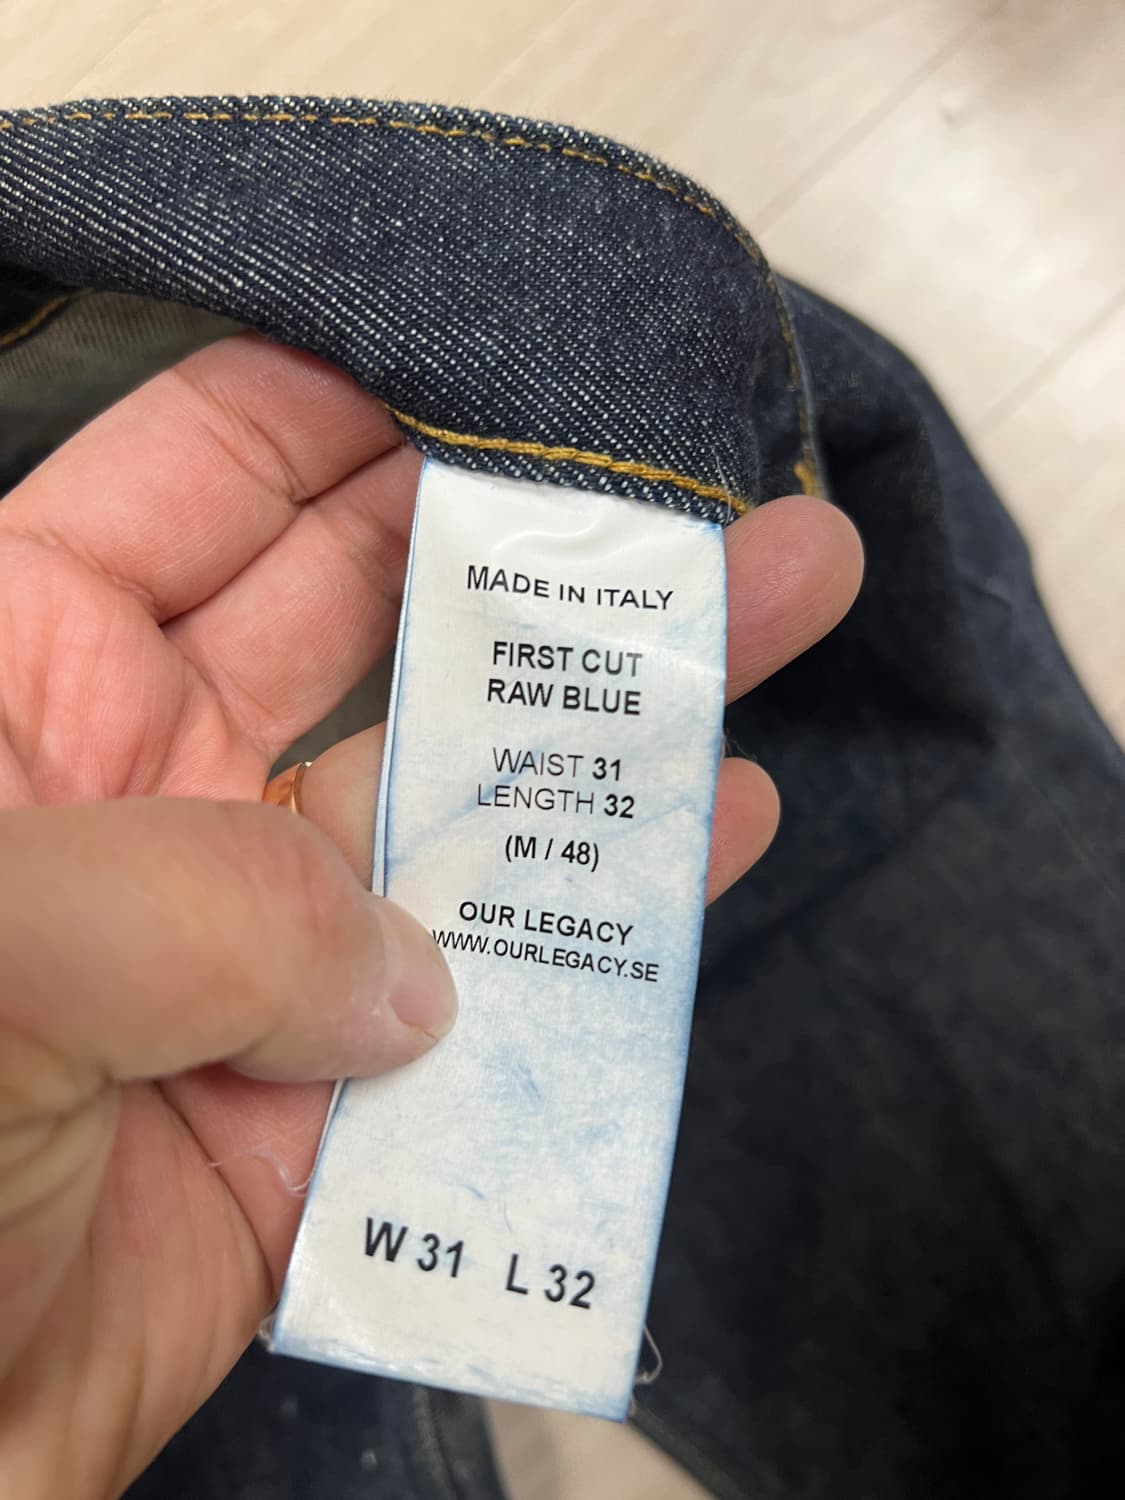 MADE IN ITALY
FIRST CUT
RAW BLUE
WAIST 31
LENGTH 32
(M / 48)
OUR LEGACY
WWW.OURLEGACY.SE
W 31 L 32